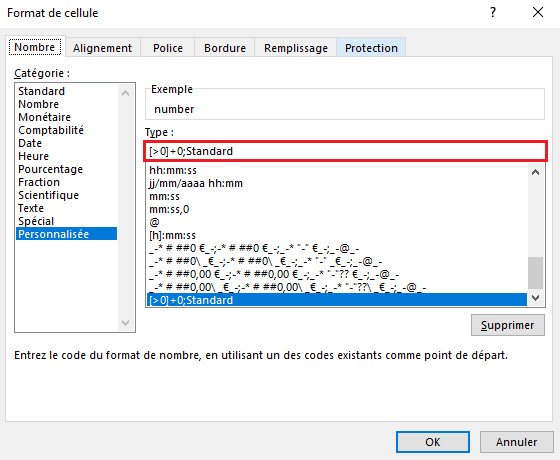 Format de cellule
? ×
Nombre Alignement Police Bordure Remplissage Protection
Catégorie :
Standard
Nombre
Monétaire
Comptabilité
Date
Heure
Pourcentage
Fraction
Scientifique
Texte
Spécial
Personnalisée
Exemple
number
Type :
[>0]+0;Standard
hh:mm:ss
jj/mm/aaaa hh:mm
mm:ss
mm:ss,0
@
[h]:mm:ss
_-* # ##0 €_-;-* # ##0 €_-;_-* "-" €_-;_-@_-
_-* # ##0\ _€_-;-* # ##0\ _€_-;_-* "-" _€_-;_-@_-
_-* # ##0,00 €_-;-* # ##0,00 €_-;_-* "-"?? €_-;_-@_-
_-* # ##0,00\ _€_-;-* # ##0,00\ _€_-;_-* "-"??\ _€_-;_-@_-
[>0]+0;Standard
Supprimer
Entrez le code du format de nombre, en utilisant un des codes existants comme point de départ.
OK Annuler